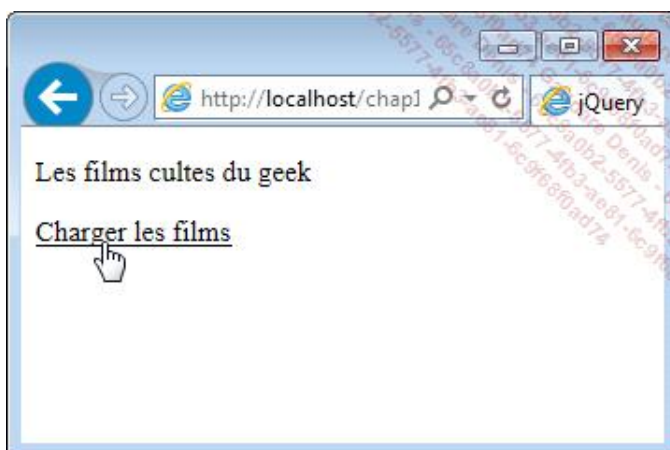 http://localhost/chap1
jQuery
Les films cultes du geek
Charger les films